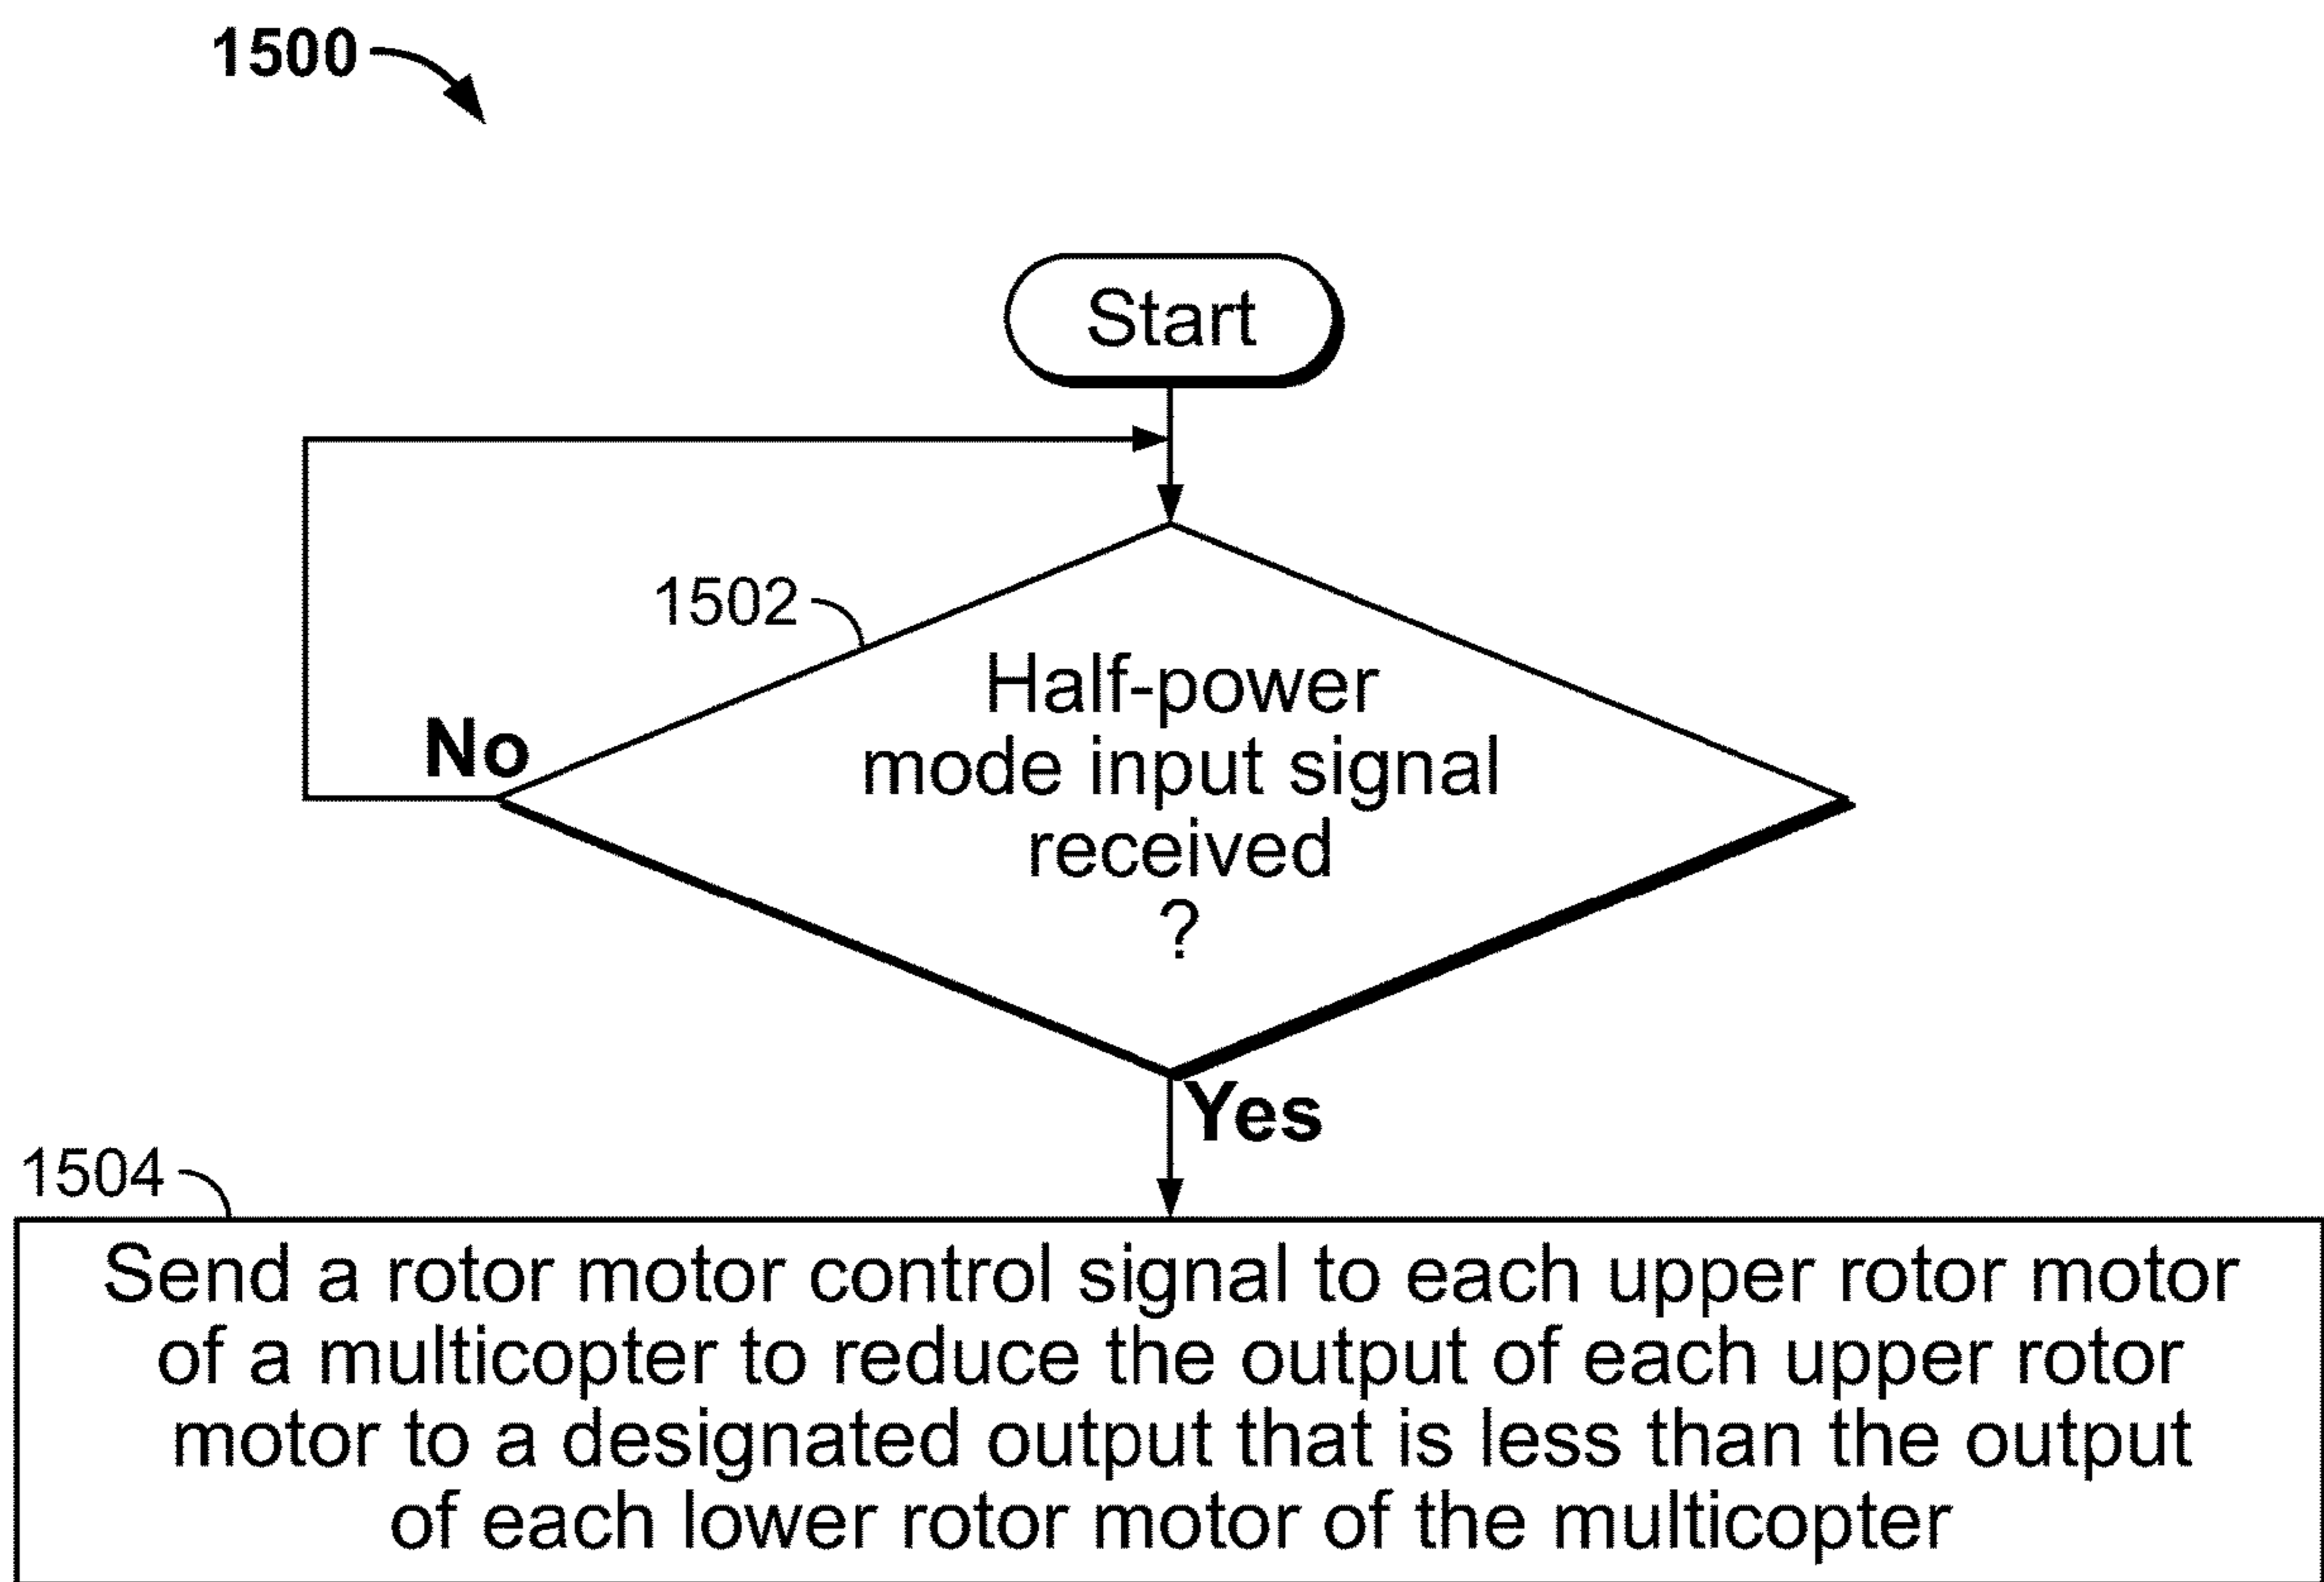 1500
Start
1502
Half-power
mode input signal
received
?
No
Yes
1504
Send a rotor motor control signal to each upper rotor motor
of a multicopter to reduce the output of each upper rotor
motor to a designated output that is less than the output
of each lower rotor motor of the multicopter